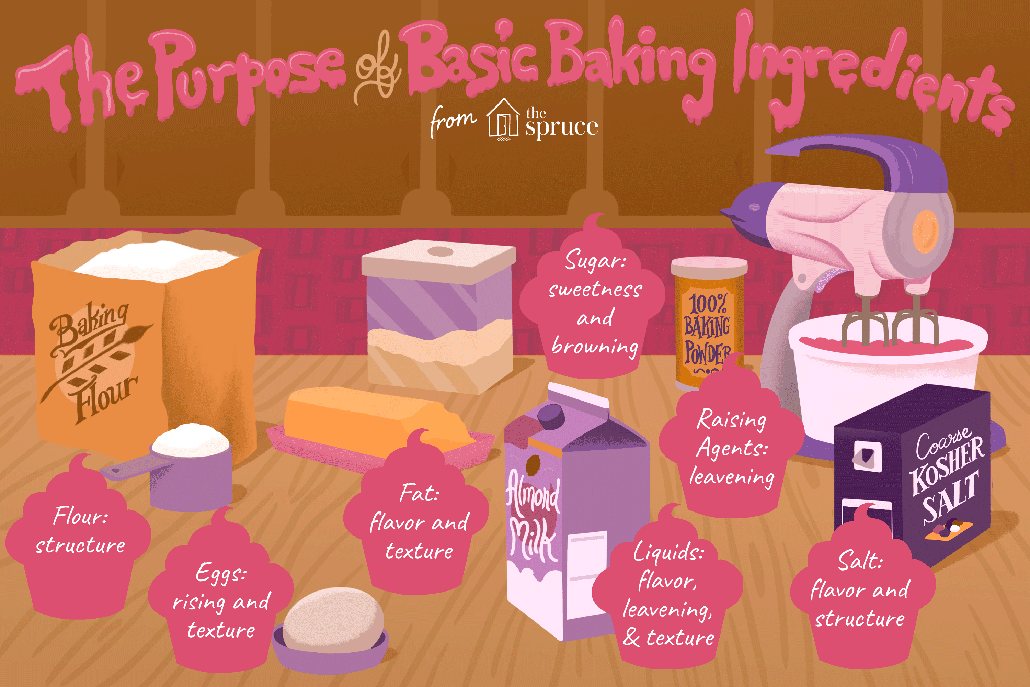 The Purpose of Basic Baking Ingredients
from the spruce
Baking
Flour
Sugar:
sweetness
and
browning
100%
BAKING
POWDER
Raising
Agents:
leavening
Coarse
KOSHER
SALT
Almond
Milk
Flour:
structure
Eggs:
rising and
texture
Fat:
flavor and
texture
Liquids:
flavor,
leavening,
& texture
Salt:
flavor and
structure